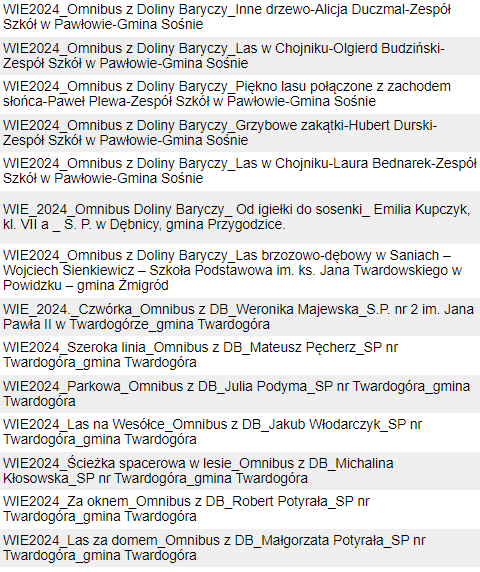 WIE2024_Omnibus z Doliny Baryczy_Inne drzewo-Alicja Duczmal-Zespół
Szkół w Pawłowie-Gmina Sośnie
WIE2024_Omnibus z Doliny Baryczy_Las w Chojniku-Olgierd Budziński-
Zespół Szkół w Pawłowie-Gmina Sośnie
WIE2024_Omnibus z Doliny Baryczy_Piękno lasu połączone z zachodem
słońca-Paweł Plewa-Zespół Szkół w Pawłowie-Gmina Sośnie
WIE2024_Omnibus z Doliny Baryczy_Grzybowe zakątki-Hubert Durski-
Zespół Szkół w Pawłowie-Gmina Sośnie
WIE2024_Omnibus z Doliny Baryczy_Las w Chojniku-Laura Bednarek-Zespół
Szkół w Pawłowie-Gmina Sośnie
WIE_2024_Omnibus Doliny Baryczy_ Od igiełki do sosenki_ Emilia Kupczyk,
kl. VII a _ S. P. w Dębnicy, gmina Przygodzice.
WIE2024_Omnibus z Doliny Baryczy_Las brzozowo-dębowy w Saniach –
Wojciech Sienkiewicz – Szkoła Podstawowa im. ks. Jana Twardowskiego w
Powidzku – gmina Żmigród
WIE_2024._Czwórka_Omnibus z DB_Weronika Majewska_S.P. nr 2 im. Jana
Pawła II w Twardogórze_gmina Twardogóra
WIE2024_Szeroka linia_Omnibus z DB_Mateusz Pęcherz_SP nr
Twardogóra_gmina Twardogóra
WIE2024_Parkowa_Omnibus z DB_Julia Podyma_SP nr Twardogóra_gmina
Twardogóra
WIE2024_Las na Wesółce_Omnibus z DB_Jakub Włodarczyk_SP nr
Twardogóra_gmina Twardogóra
WIE2024_Ścieżka spacerowa w lesie_Omnibus z DB_Michalina
Kłosowska_SP nr Twardogóra_gmina Twardogóra
WIE2024_Za oknem_Omnibus z DB_Robert Potyrała_SP nr
Twardogóra_gmina Twardogóra
WIE2024_Las za domem_Omnibus z DB_Małgorzata Potyrała_SP nr
Twardogóra_gmina Twardogóra